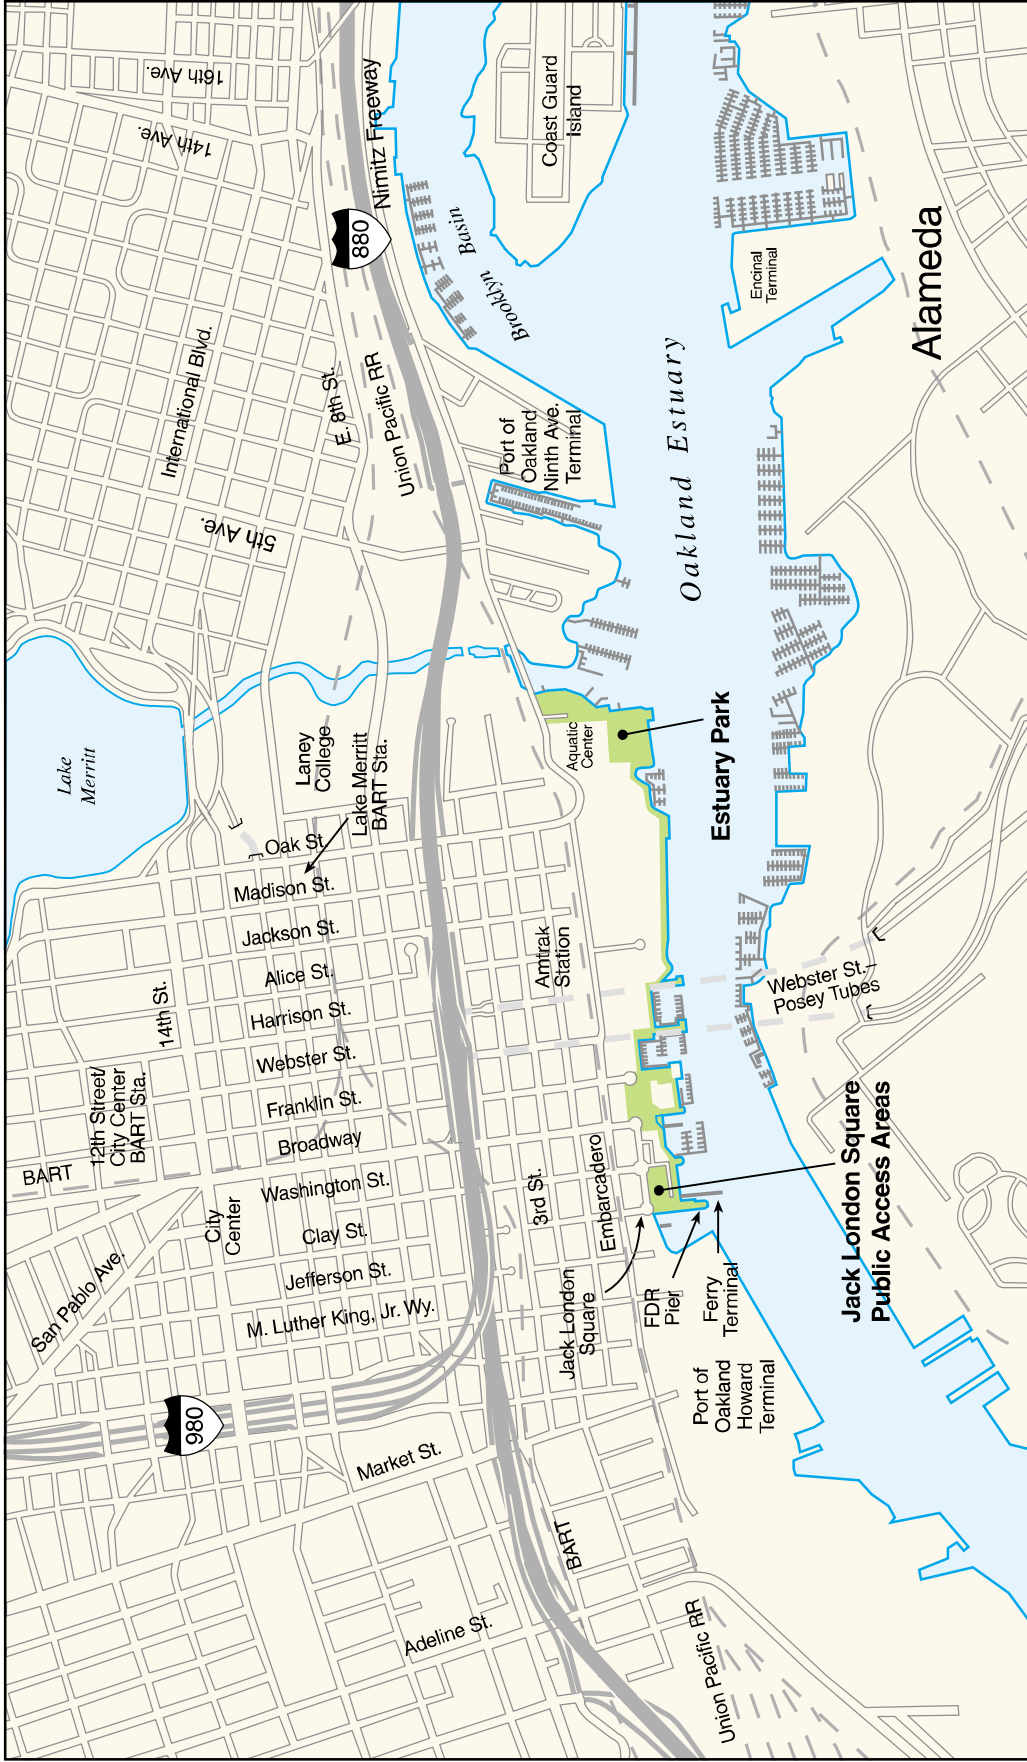 16th Ave.
14th Ave.
Nimitz Freeway
880
Coast Guard
Island
Brooklyn
Basin
Encinal
Terminal
Alameda
International Blvd.
E. 8th St.
Union Pacific RR
Port of
Oakland
Ninth Ave.
Terminal
Oakland Estuary
5th Ave.
Lake
Merritt
Laney
College
Lake Merritt
BART Sta.
Aquatic
Center
Estuary Park
Oak St.
Madison St.
Jackson St.
Alice St.
Harrison St.
Webster St.
Franklin St.
Broadway
Washington St.
Clay St.
Jefferson St.
M. Luther King, Jr. Wy.
14th St.
12th Street/
City Center
BART Sta.
BART
City
Center
San Pablo Ave.
980
Market St.
Adeline St.
BART
Union Pacific RR
Amtrak
Station
3rd St.
Embarcadero
Jack London
Square
FDR
Pier
Ferry
Terminal
Port of
Oakland
Howard
Terminal
Webster St.–
Posey Tubes
Jack London Square
Public Access Areas